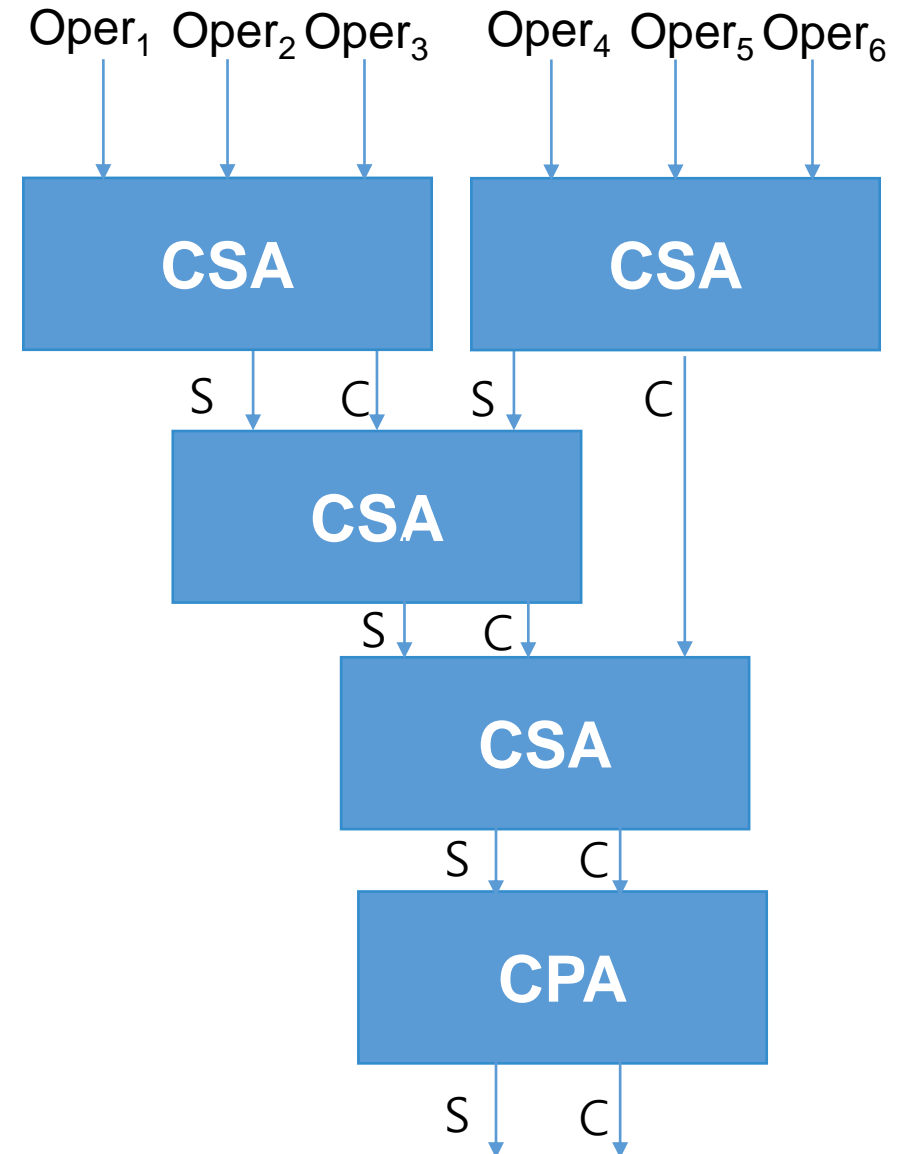 Oper₁ Oper₂ Oper₃ Oper₄ Oper₅ Oper₆
CSA CSA
S C S C
CSA
S C
CSA
S C
CPA
S C